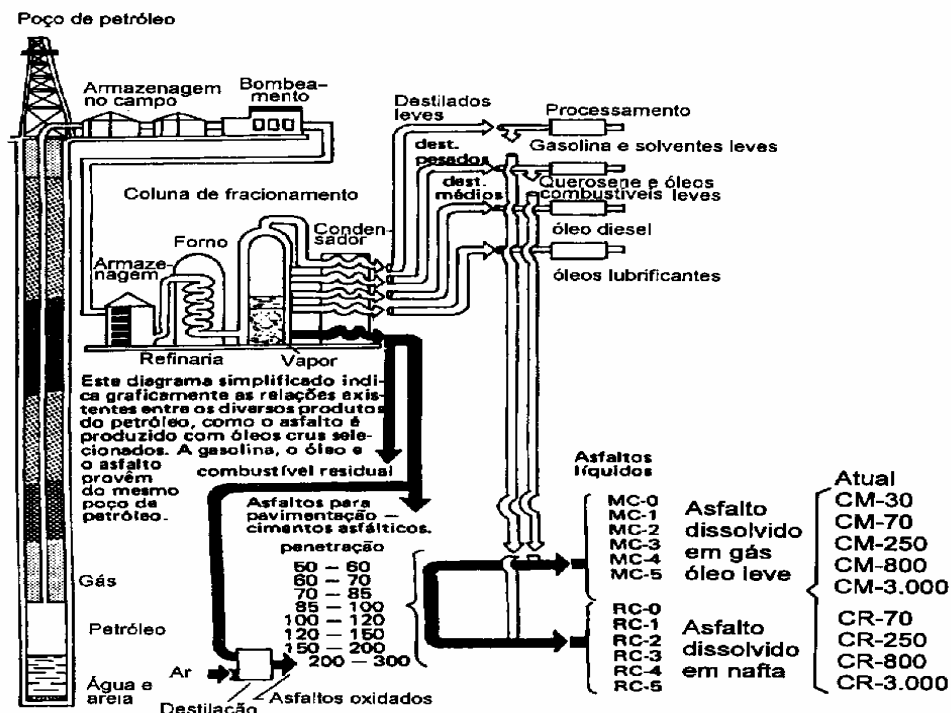 Poço de petróleo
Armazenagem
no campo
Bombea-
mento
Destilados
leves
Processamento
Gasolina e solventes leves
dest.
pesados
Querosene e óleos
combustíveis leves
dest.
médios
óleo diesel
óleos lubrificantes
Coluna de fracionamento
Conden-
sador
Forno
Armaze-
nagem
Refinaria
Vapor
Este diagrama simplificado indi-
ca graficamente as relações exis-
tentes entre os diversos produtos
do petróleo, como o asfalto é
produzido com óleos crus sele-
cionados. A gasolina, o óleo e
o asfalto
provêm
do mesmo
poço de
petróleo.
combustível residual
Asfaltos para
pavimentação —
cimentos asfálticos.
penetração
50 — 60
60 — 70
70 — 85
85 — 100
100 — 120
120 — 150
150 — 200
200 — 300
Gás
Petróleo
Água e
areia
Ar
Destilação
Asfaltos oxidados
Asfaltos
líquidos
MC-0
MC-1
MC-2
MC-3
MC-4
MC-5
Asfalto
dissolvido
em gás
óleo leve
RC-0
RC-1
RC-2
RC-3
RC-4
RC-5
Asfalto
dissolvido
em nafta
Atual
CM-30
CM-70
CM-250
CM-800
CM-3.000
CR-70
CR-250
CR-800
CR-3.000